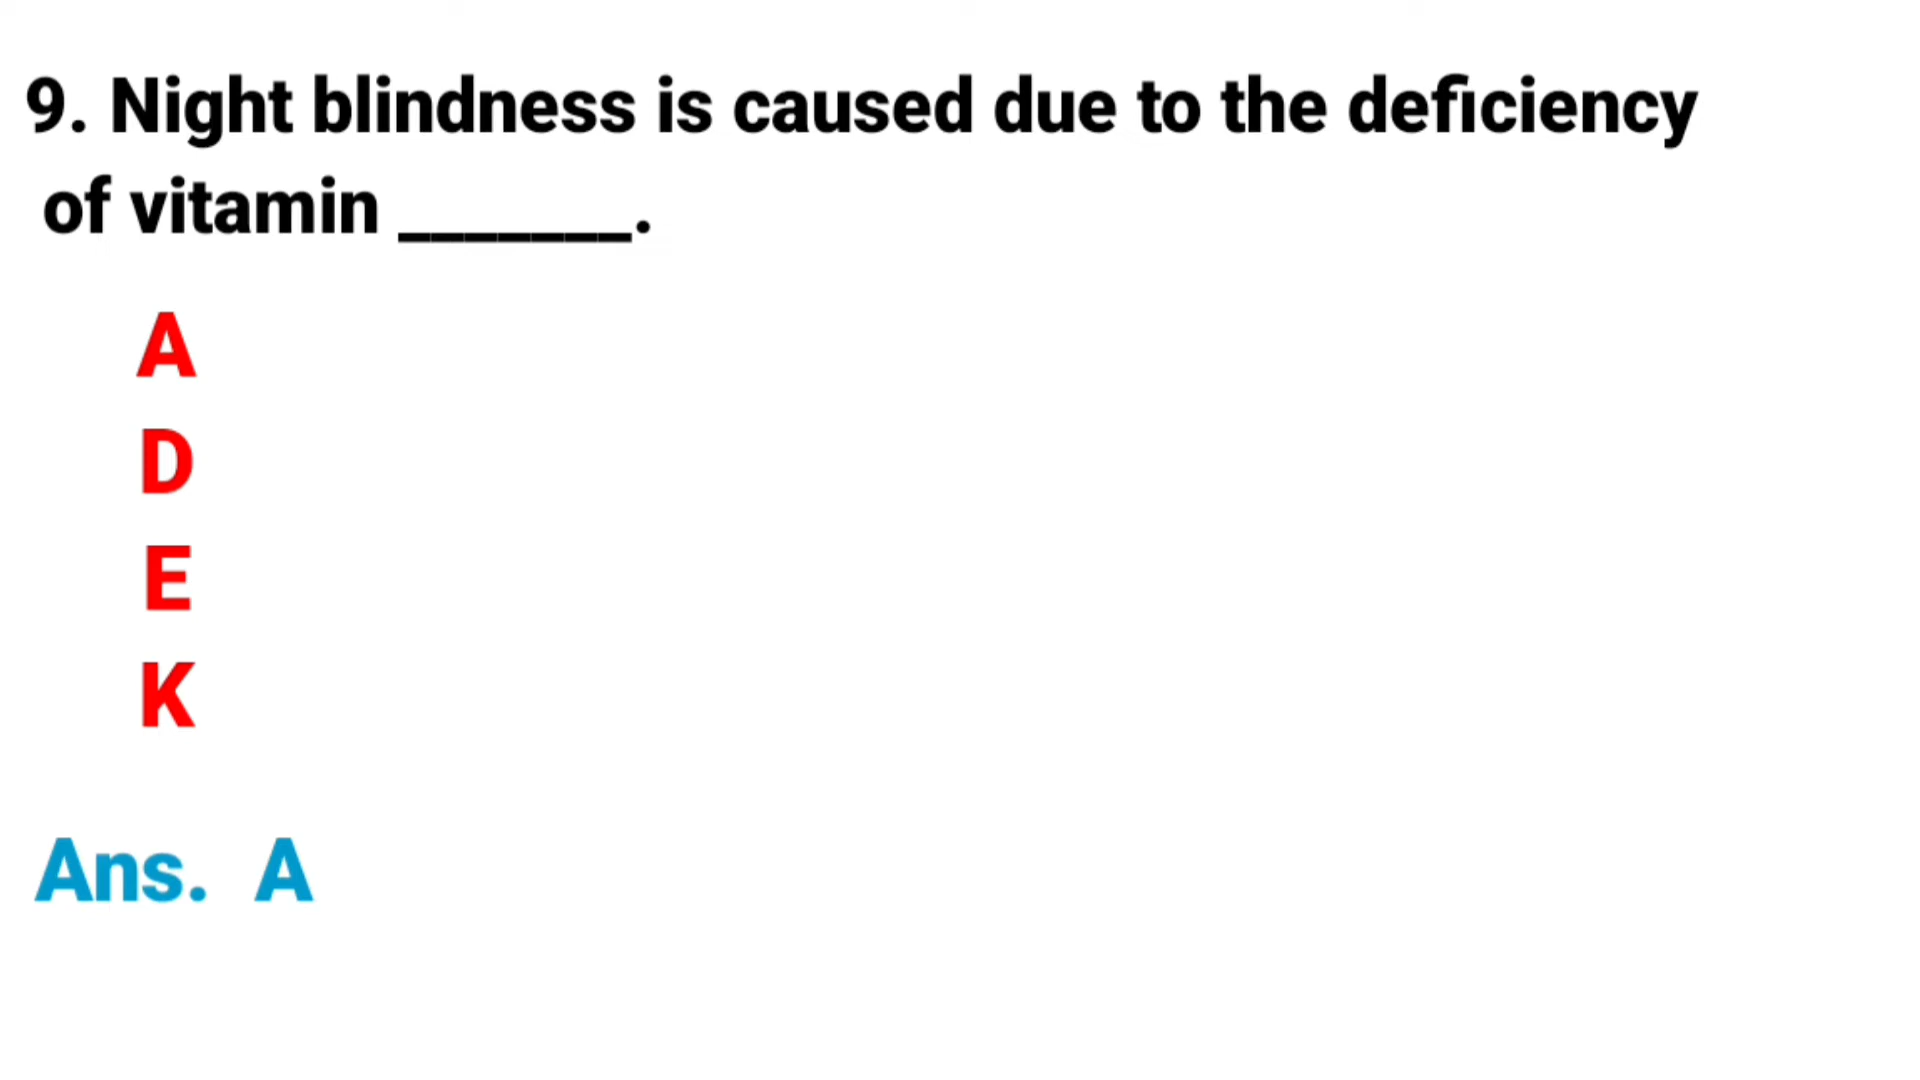 9. Night blindness is caused due to the deficiency
of vitamin _______.
A
D
E
K
Ans. A